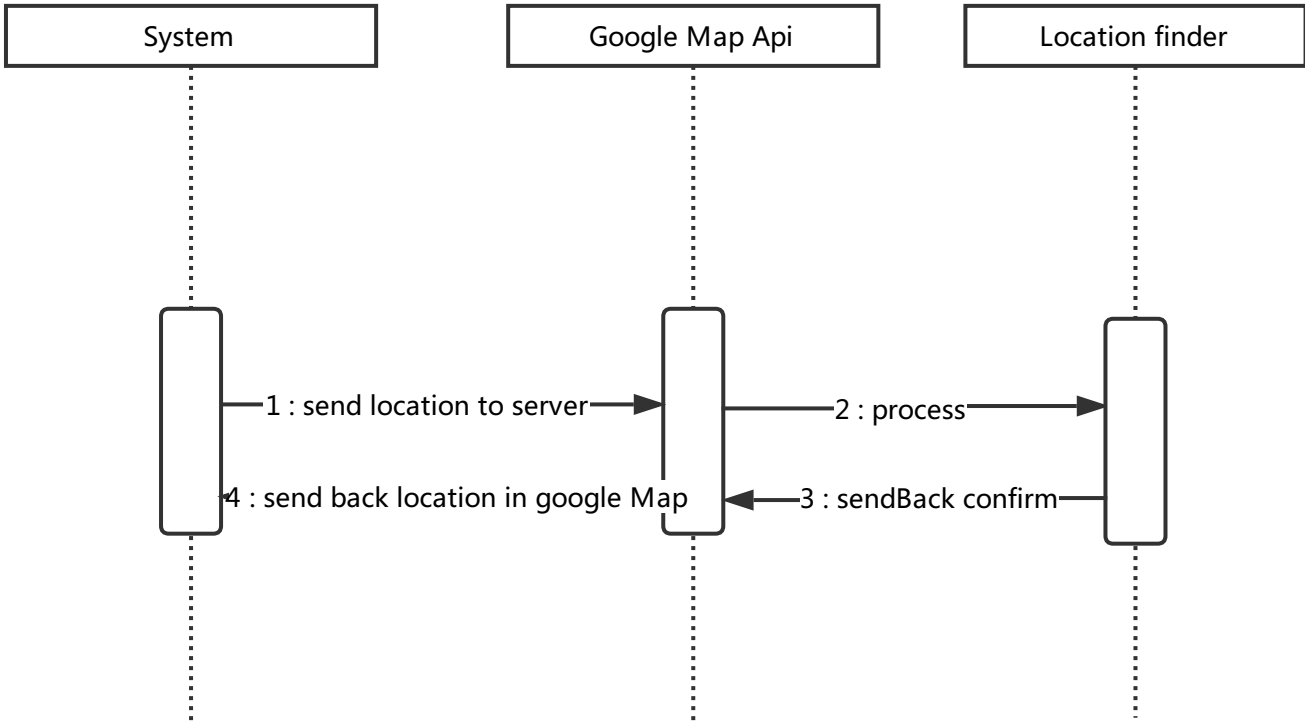 System
Google Map Api
Location finder
1 : send location to server
2 : process
4 : send back location in google Map
3 : sendBack confirm